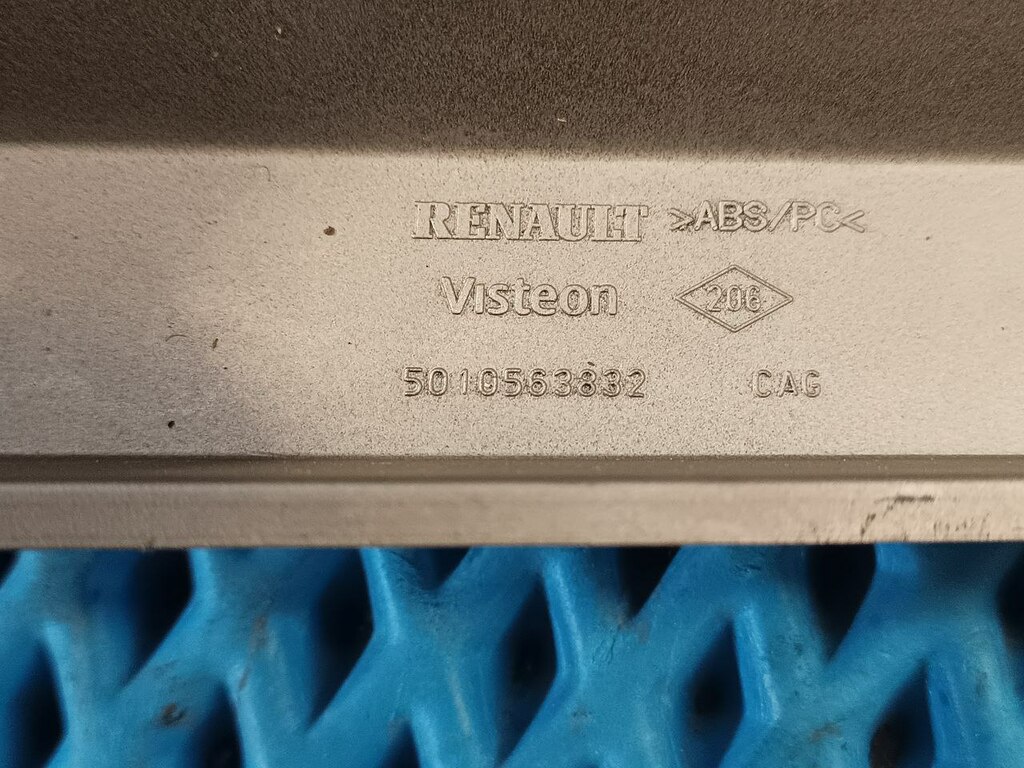 RENAULT >ABS/PC<
Visteon 206
5010563832 CAG